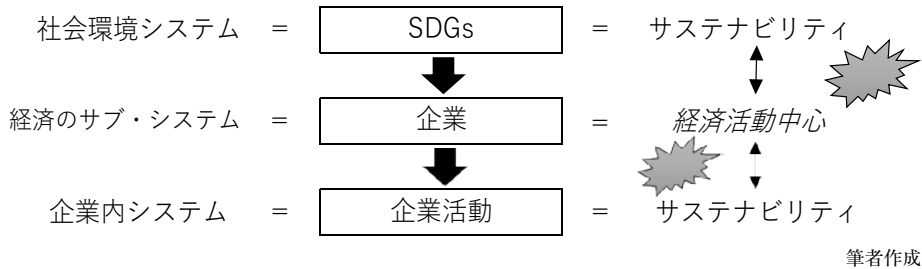 社会環境システム = SDGs = サステナビリティ
経済のサブ・システム = 企業 = 経済活動中心
企業内システム = 企業活動 = サステナビリティ
筆者作成